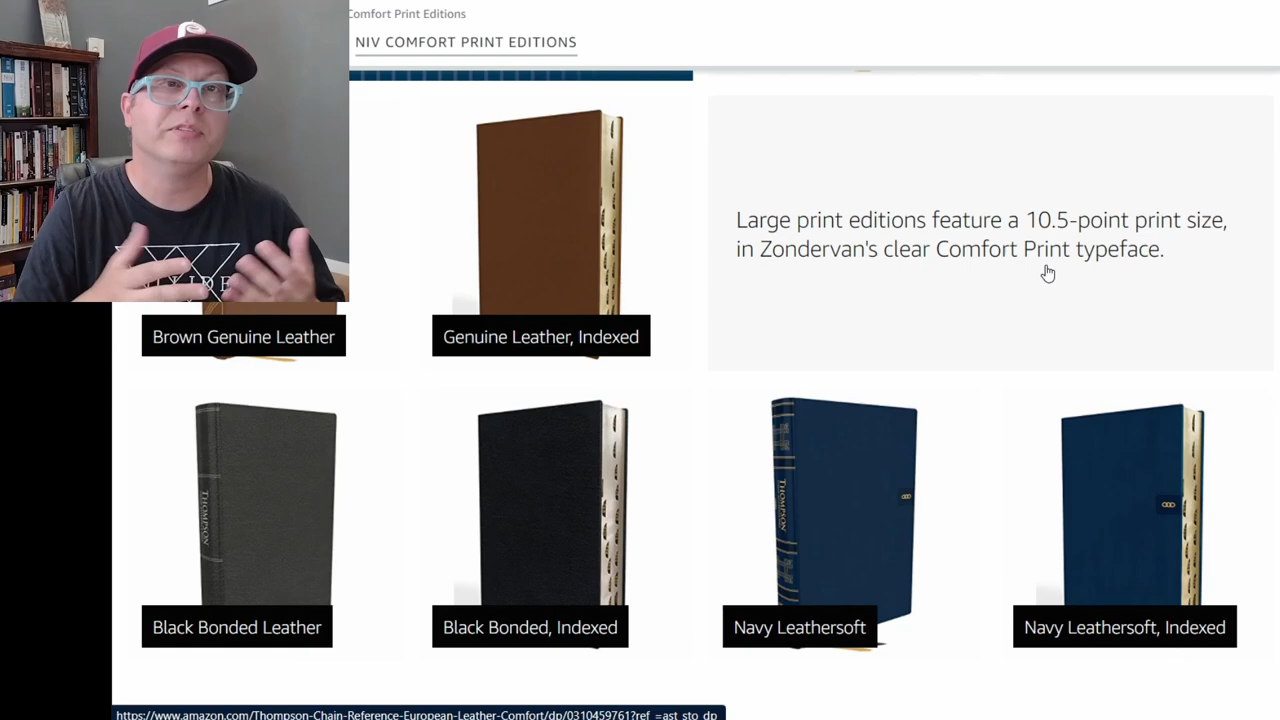 Comfort Print Editions
NIV COMFORT PRINT EDITIONS
Large print editions feature a 10.5-point print size,
in Zondervan's clear Comfort Print typeface.
Brown Genuine Leather
Genuine Leather, Indexed
THOMPSON
THOMPSON
Black Bonded Leather
Black Bonded, Indexed
Navy Leathersoft
Navy Leathersoft, Indexed
https://www.amazon.com/Thompson-Chain-Reference-European-Leather-Comfort/dp/0310459761?ref_=ast_sto_dp